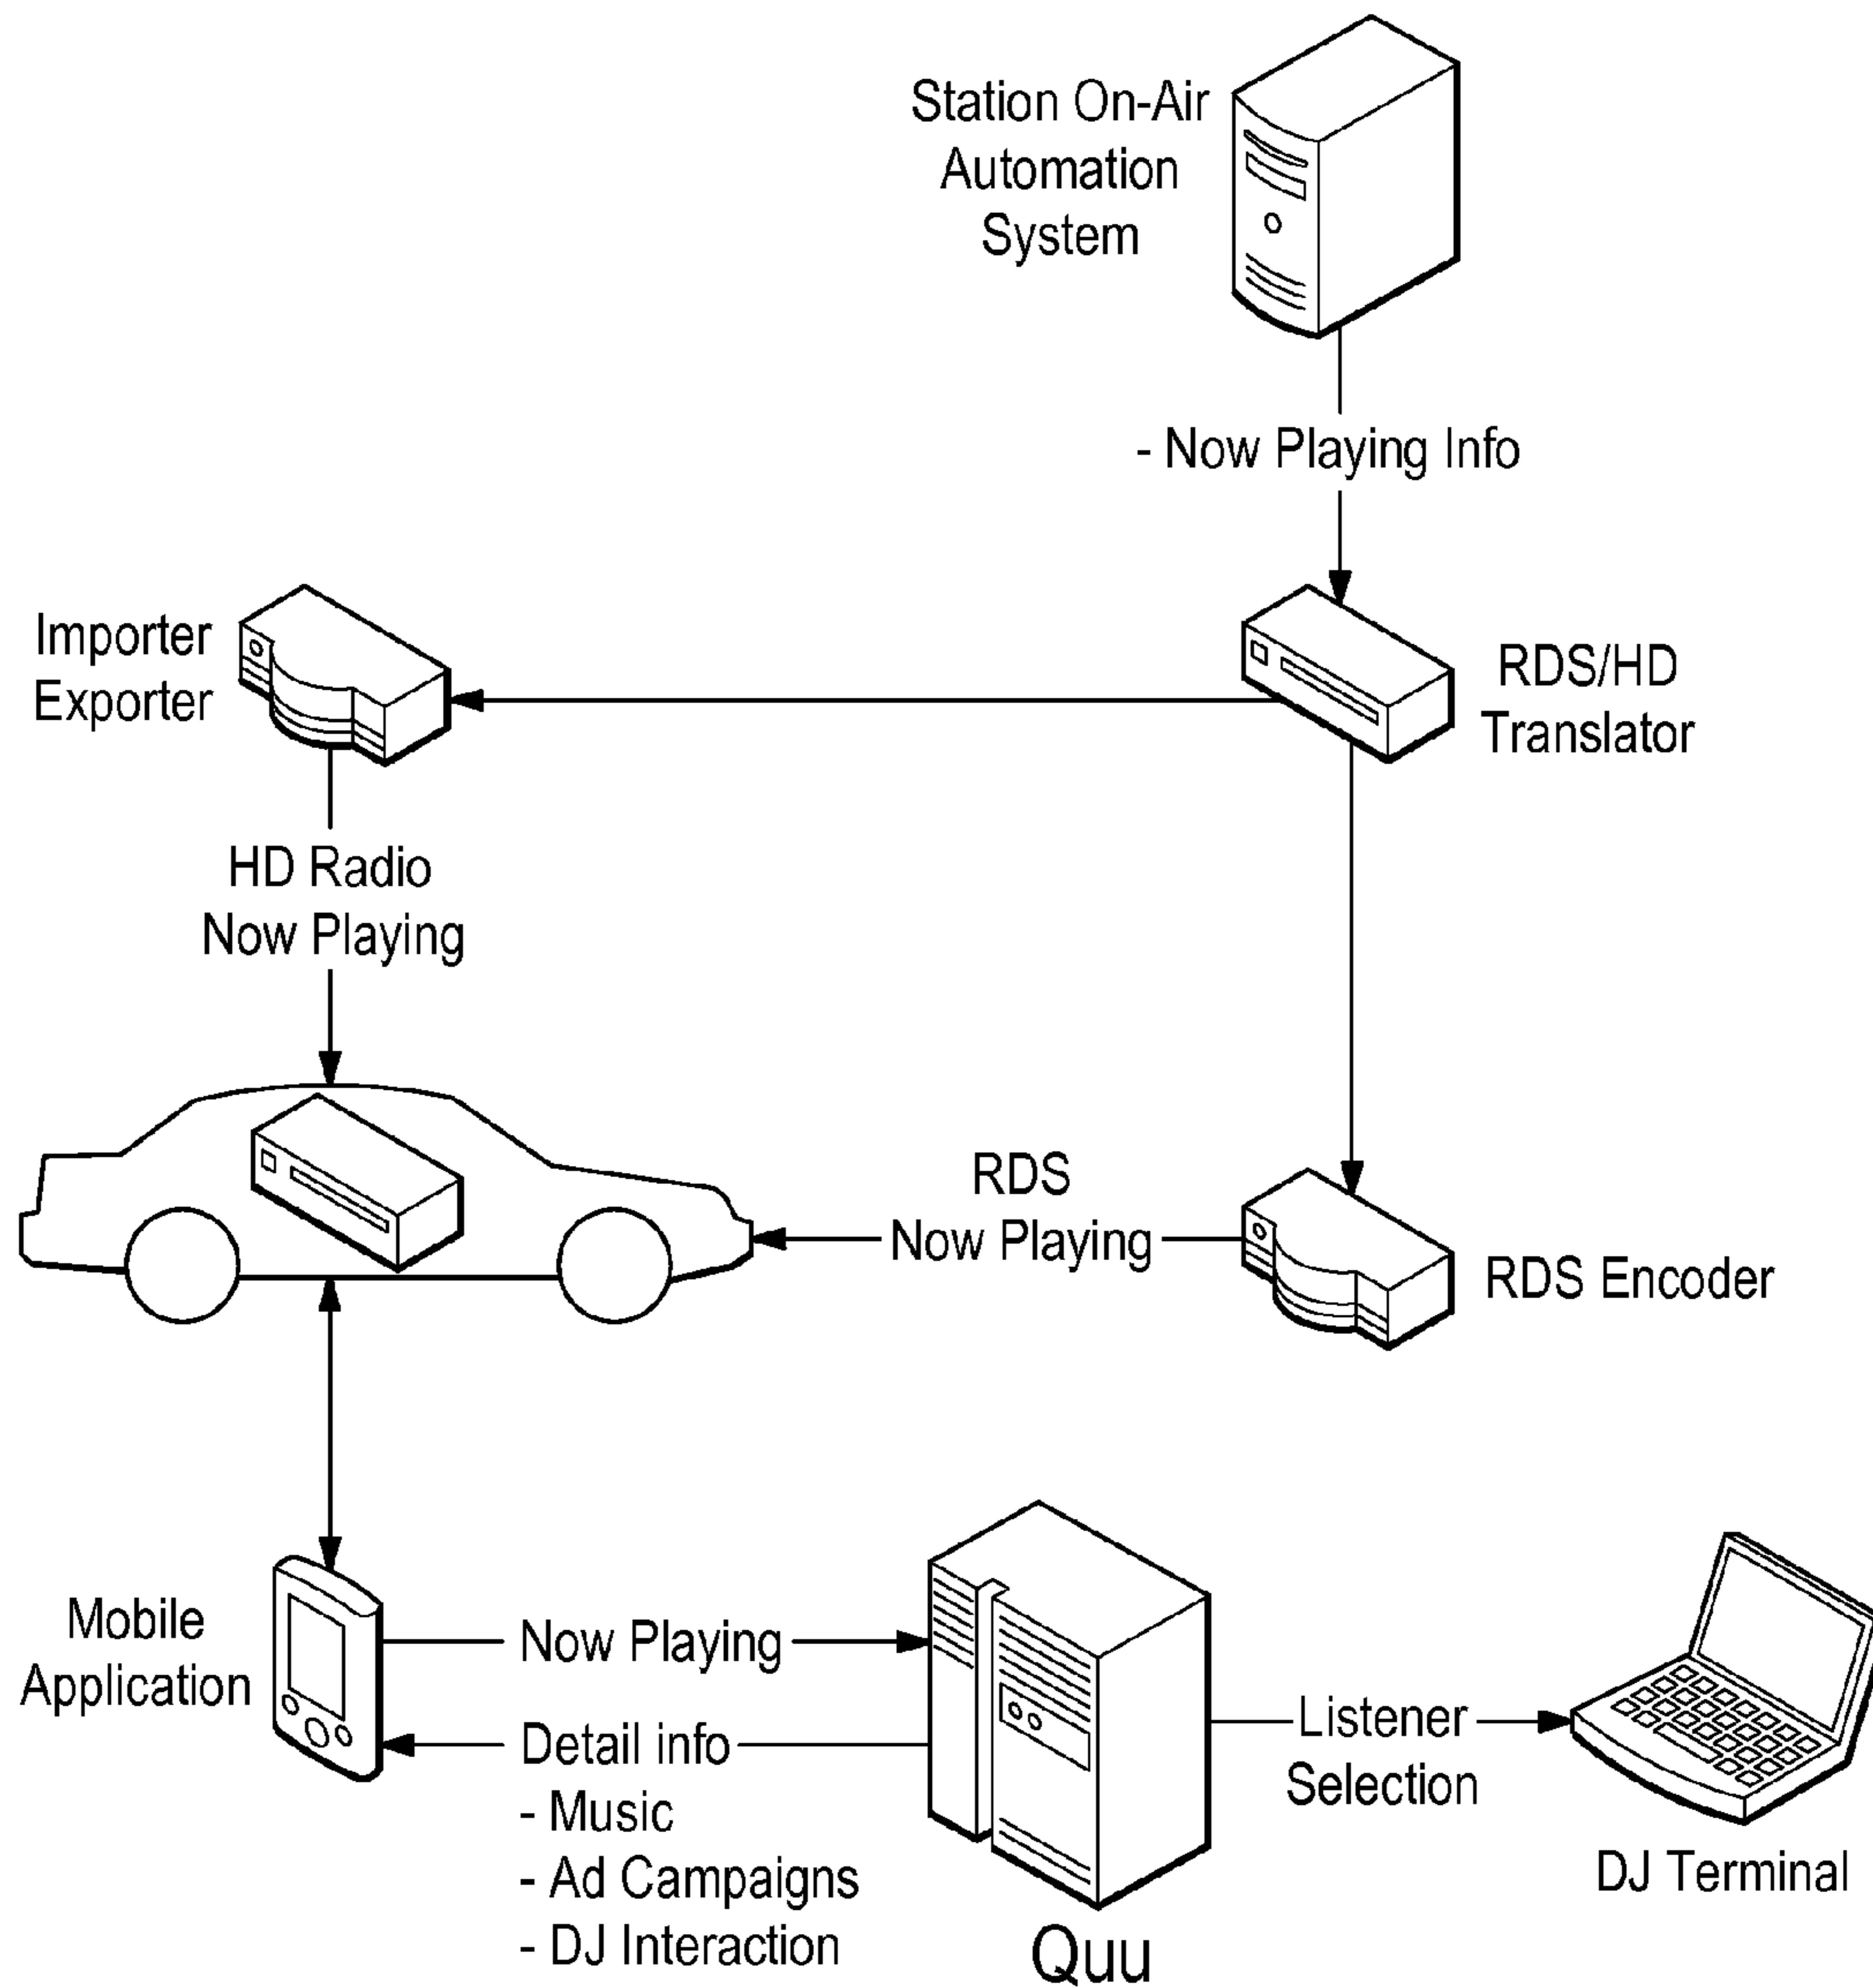 Station On-Air
Automation
System
- Now Playing Info
Importer
Exporter
RDS/HD
Translator
HD Radio
Now Playing
RDS
Now Playing
RDS Encoder
Mobile
Application
Now Playing
Detail info
- Music
- Ad Campaigns
- DJ Interaction
Quu
Listener
Selection
DJ Terminal